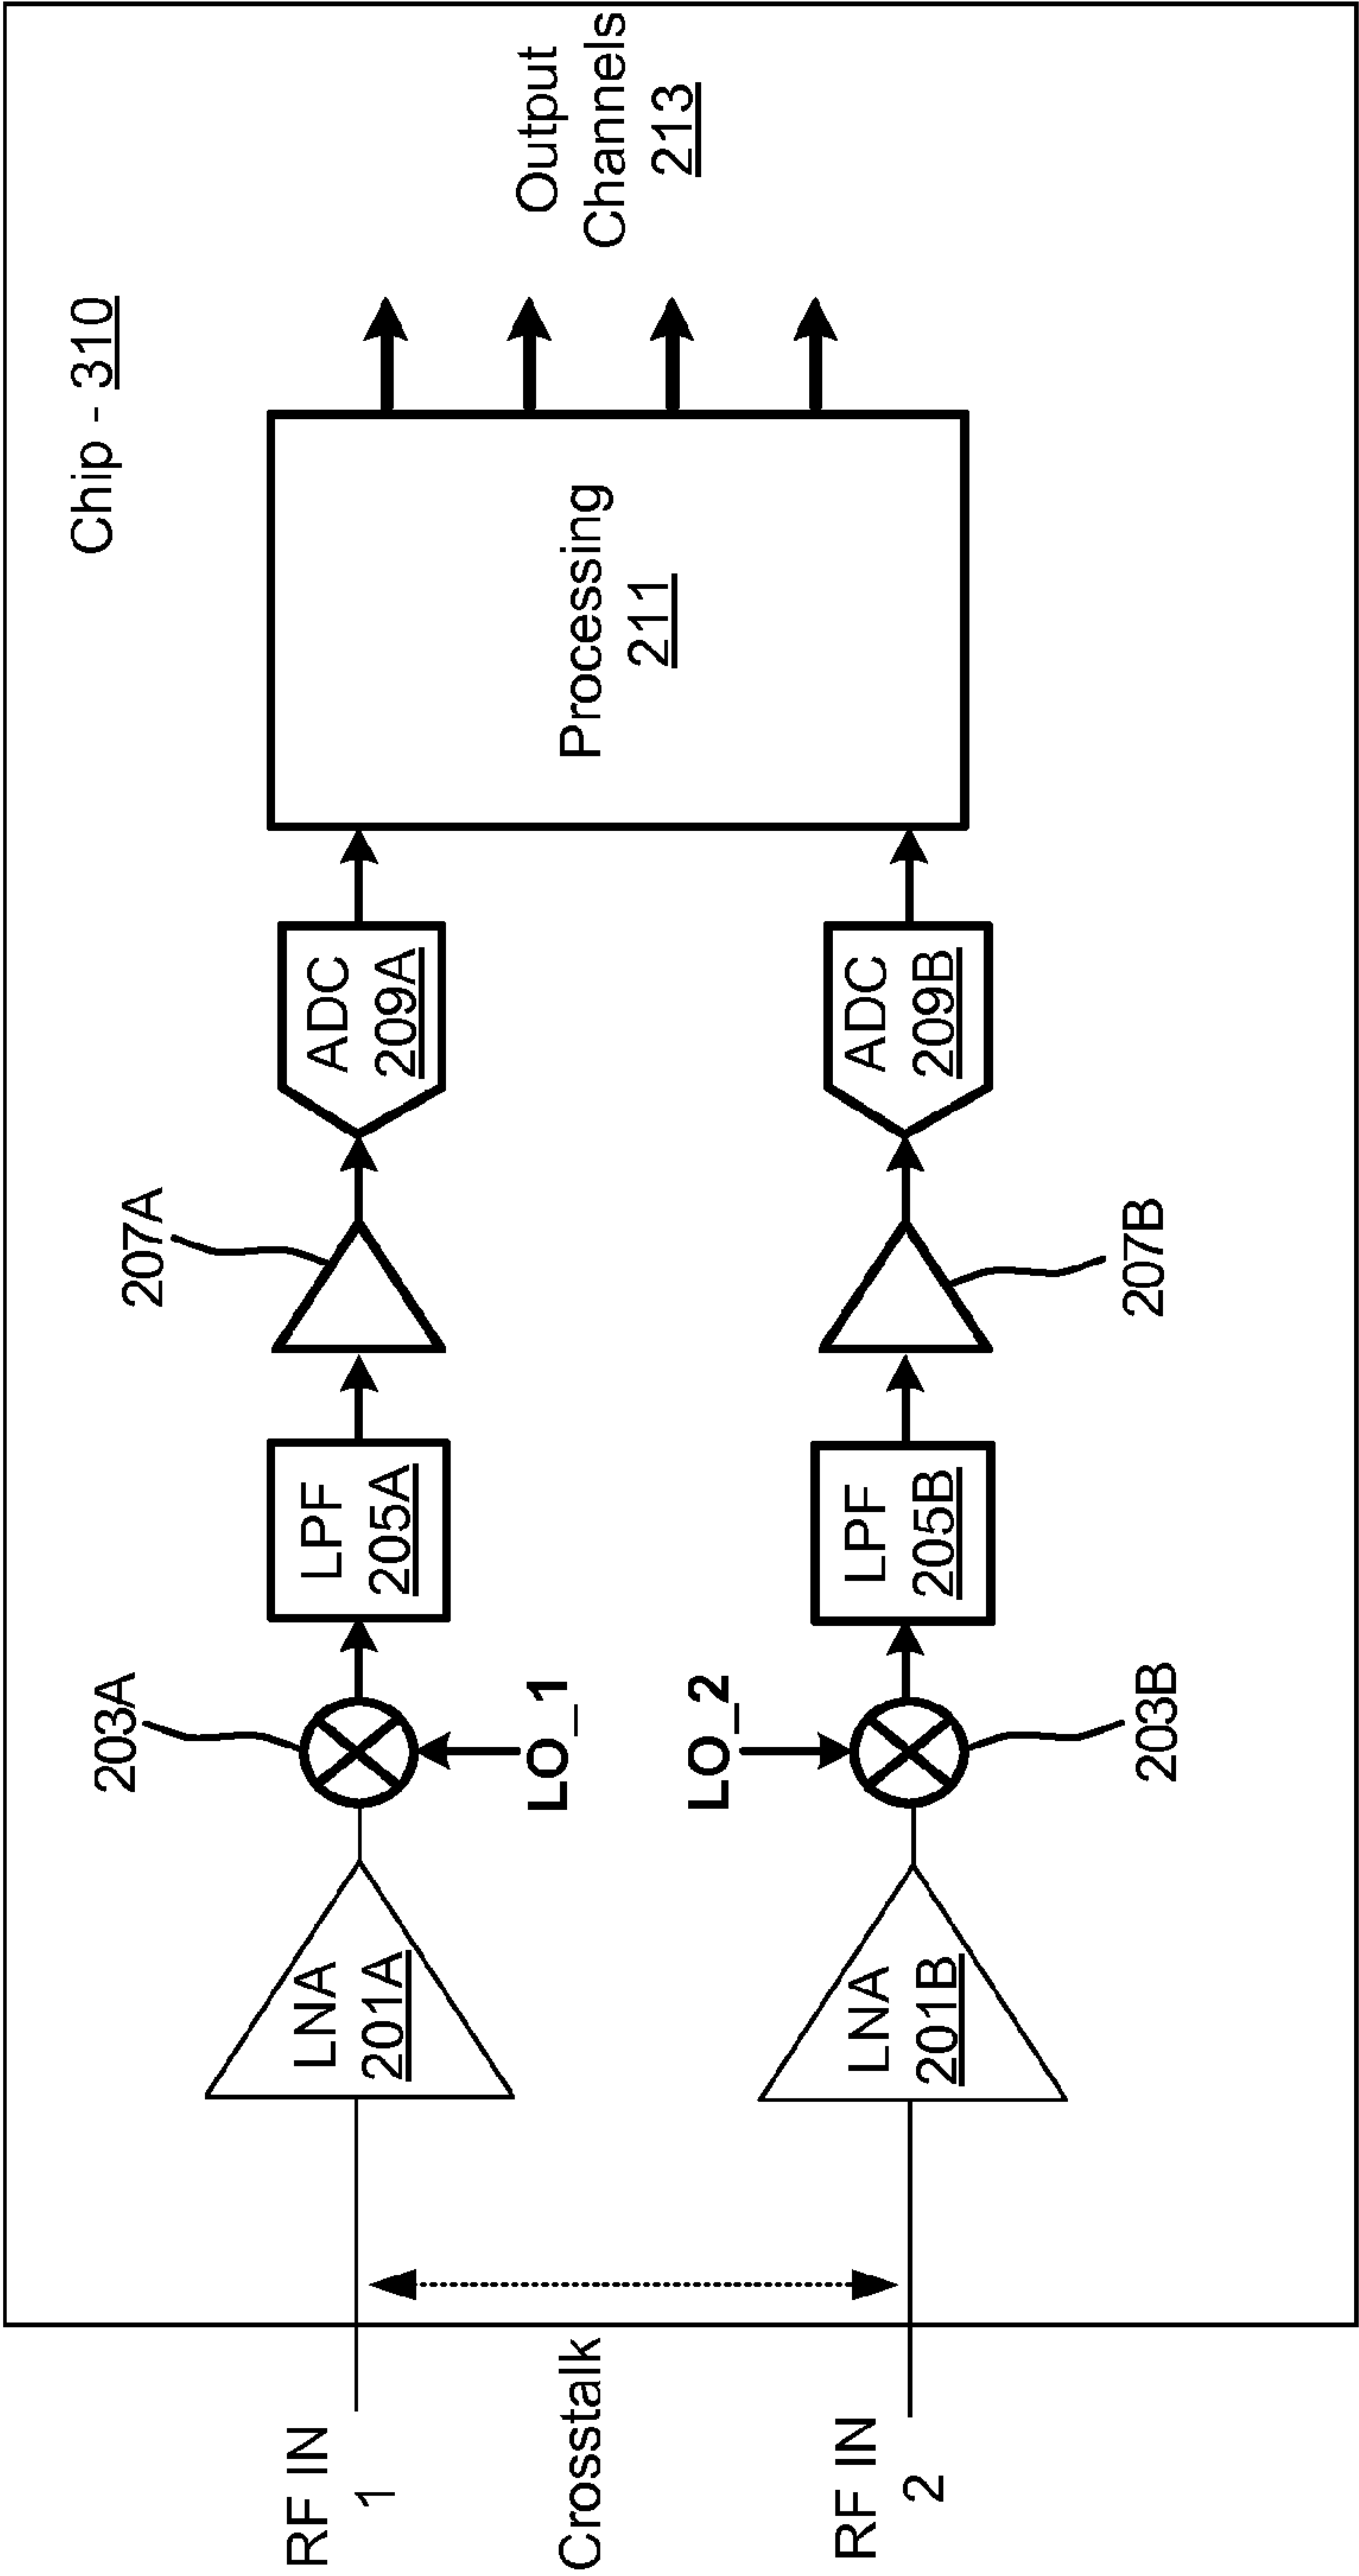 Chip - 310
RF IN
1
LNA
201A
203A
LO_1
LPF
205A
207A
ADC
209A
Crosstalk
RF IN
2
LNA
201B
203B
LO_2
LPF
205B
207B
ADC
209B
Processing
211
Output
Channels
213